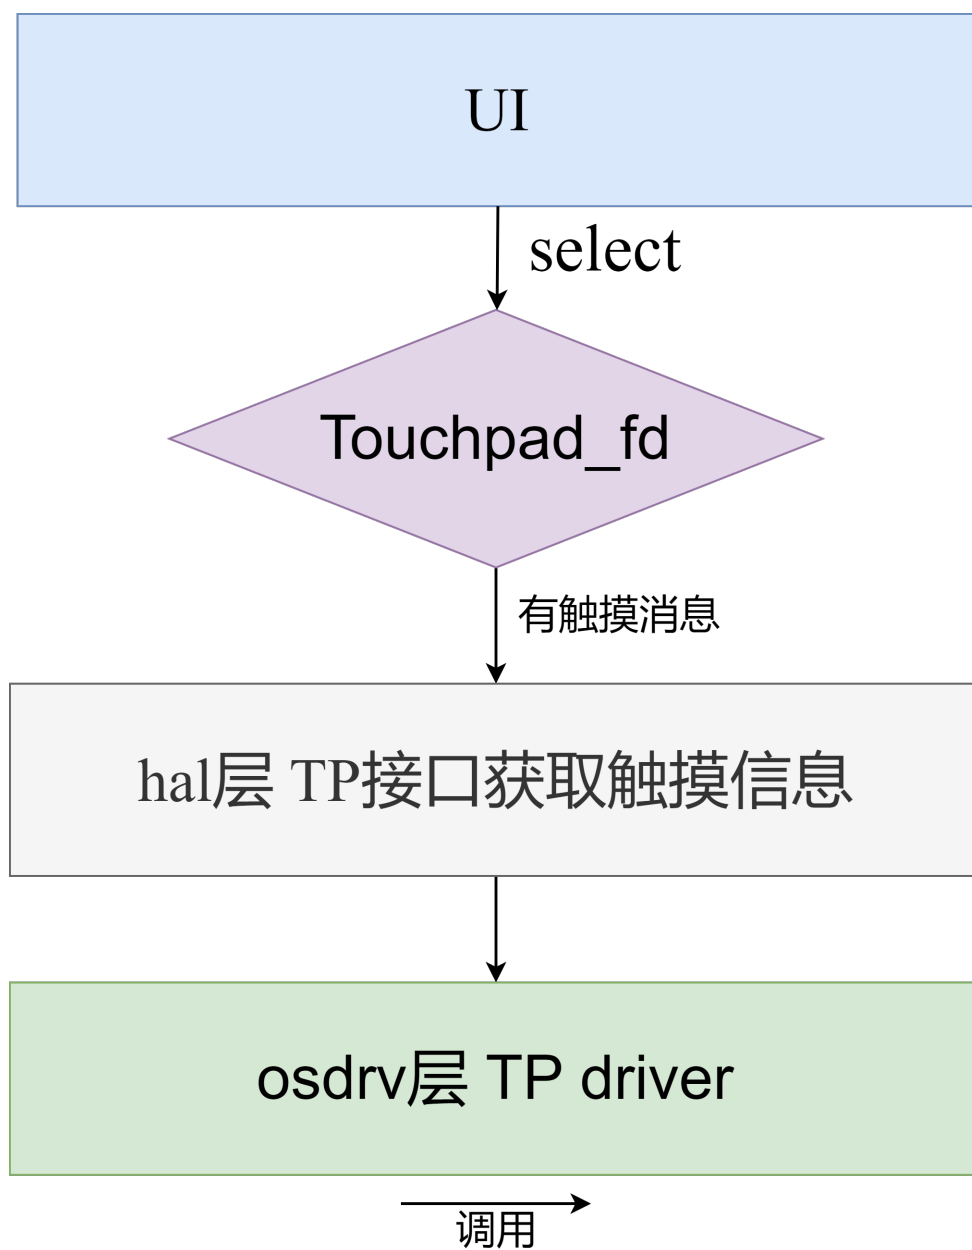 UI
select
Touchpad_fd
有触摸消息
hal层 TP接口获取触摸信息
osdrv层 TP driver
调用